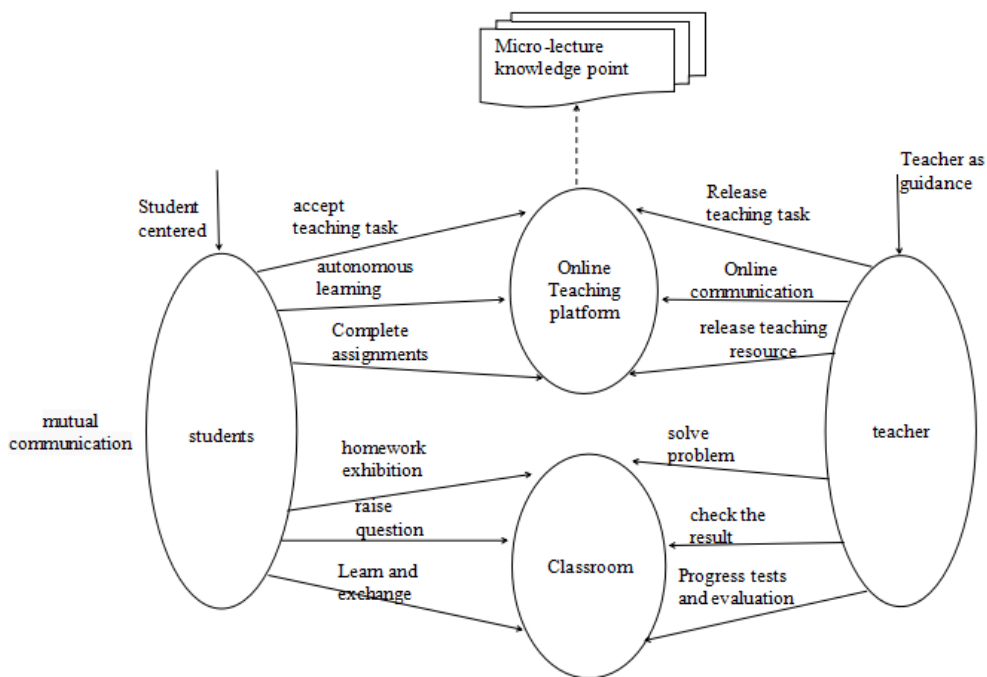 Micro-lecture
knowledge point
Teacher as
guidance
Student
centered
accept
teaching task
Release
teaching task
autonomous
learning
Online
Teaching
platform
Online
communication
Complete
assignments
release teaching
resource
mutual
communication
students
teacher
homework
exhibition
solve
problem
raise
question
check the
result
Classroom
Learn and
exchange
Progress tests
and evaluation